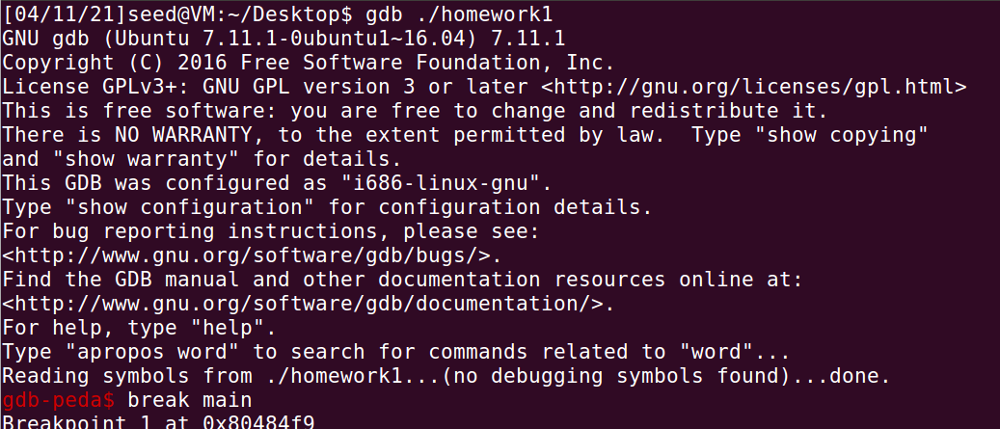 [04/11/21]seed@VM:~/Desktop$ gdb ./homework1
GNU gdb (Ubuntu 7.11.1-0ubuntu1~16.04) 7.11.1
Copyright (C) 2016 Free Software Foundation, Inc.
License GPLv3+: GNU GPL version 3 or later <http://gnu.org/licenses/gpl.html>
This is free software: you are free to change and redistribute it.
There is NO WARRANTY, to the extent permitted by law.  Type "show copying"
and "show warranty" for details.
This GDB was configured as "i686-linux-gnu".
Type "show configuration" for configuration details.
For bug reporting instructions, please see:
<http://www.gnu.org/software/gdb/bugs/>.
Find the GDB manual and other documentation resources online at:
<http://www.gnu.org/software/gdb/documentation/>.
For help, type "help".
Type "apropos word" to search for commands related to "word"...
Reading symbols from ./homework1...(no debugging symbols found)...done.
gdb-peda$ break main
Breakpoint 1 at 0x80484f9